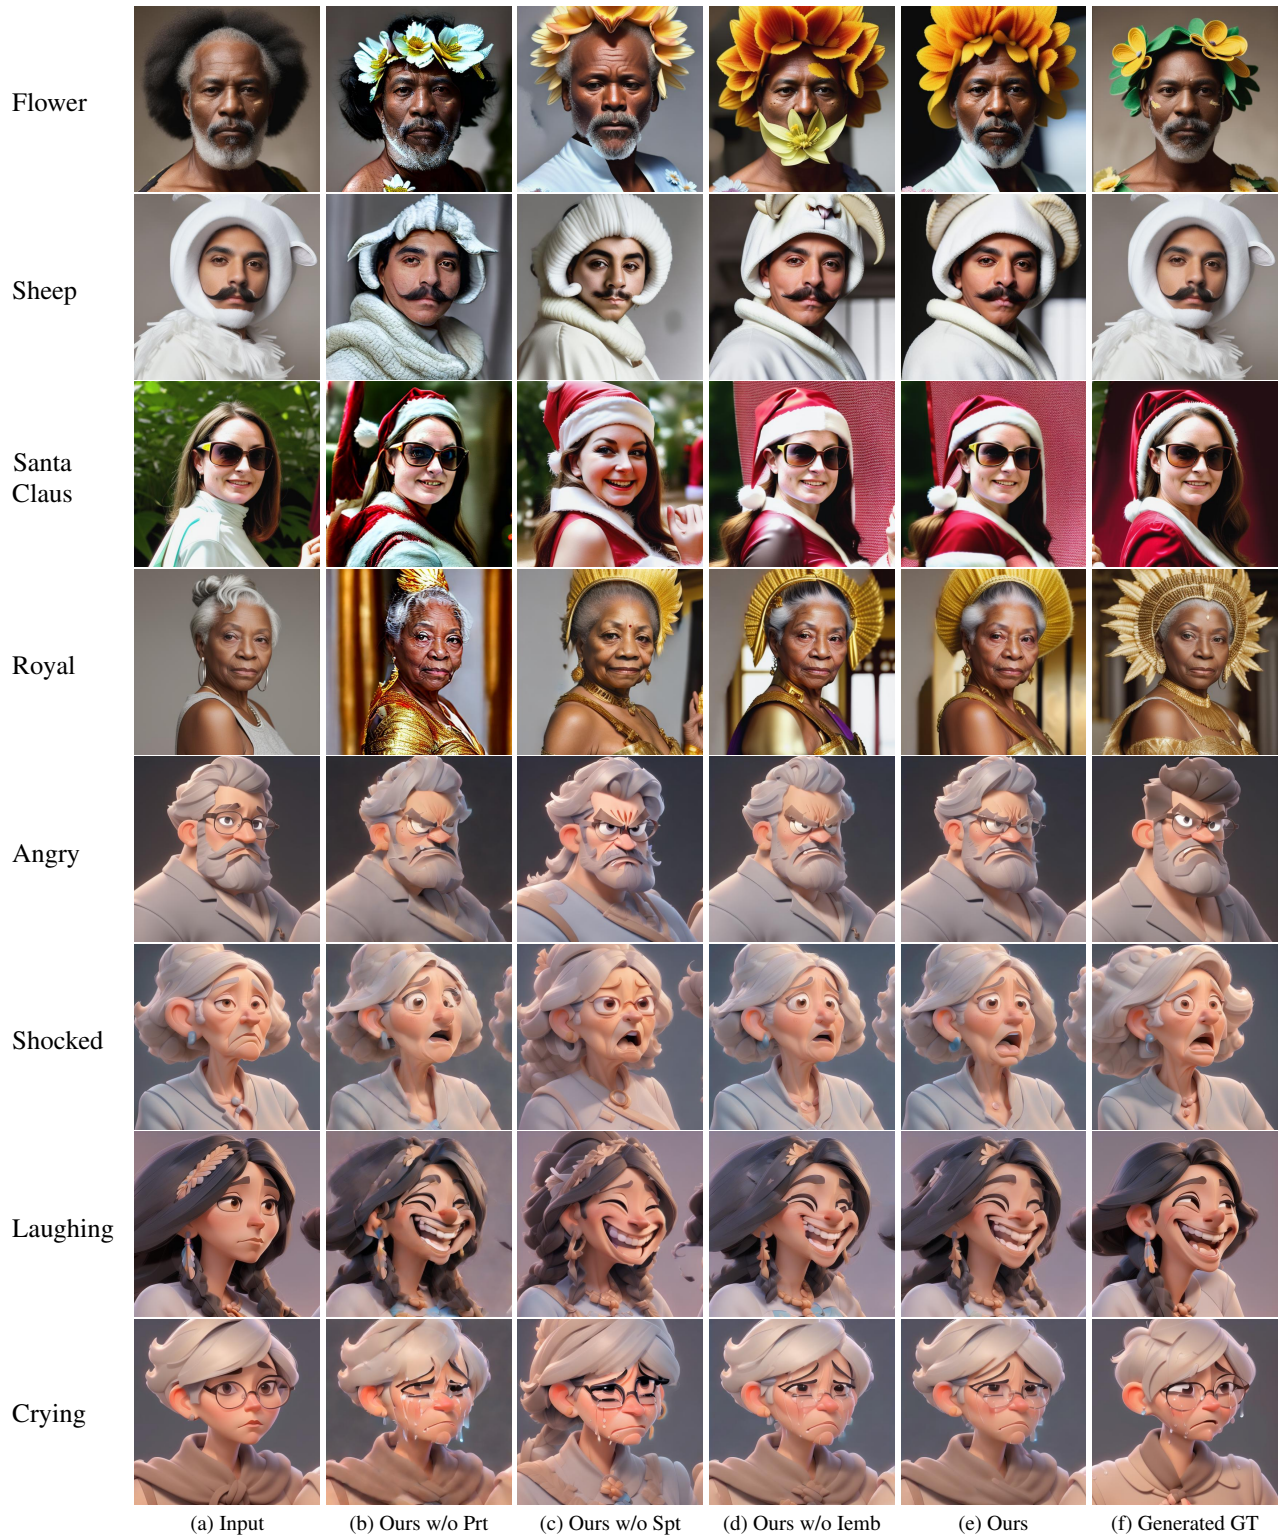 Flower
Sheep
Santa
Claus
Royal
Angry
Shocked
Laughing
Crying
(a) Input
(b) Ours w/o Prt
(c) Ours w/o Spt
(d) Ours w/o Iemb
(e) Ours
(f) Generated GT